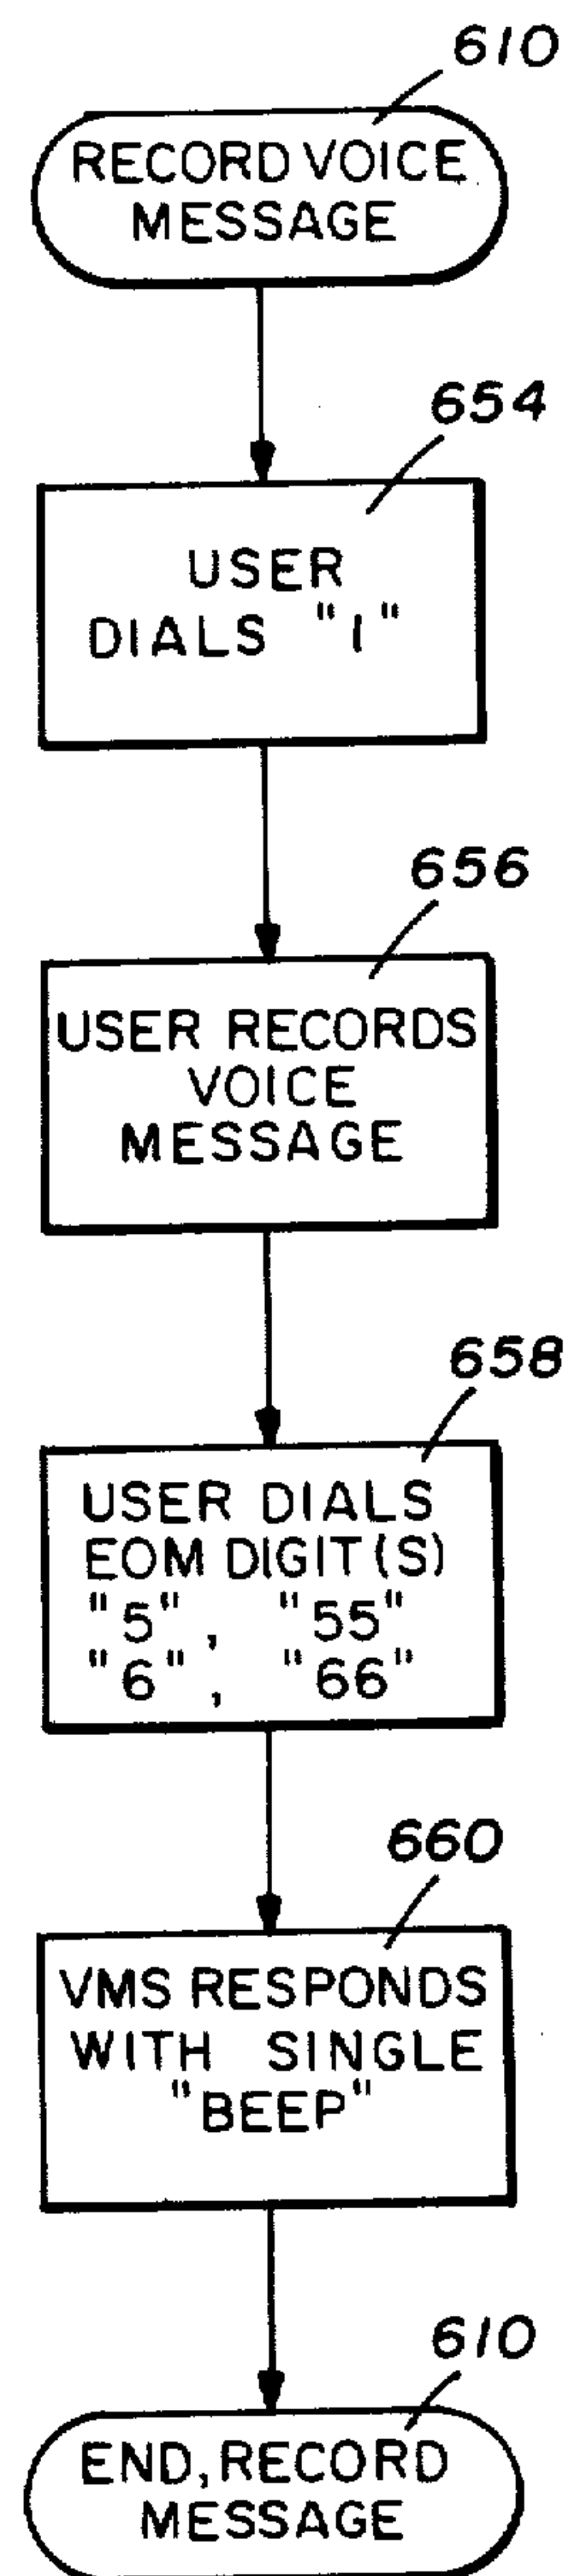 610
RECORD VOICE
MESSAGE
654
USER
DIALS "1"
656
USER RECORDS
VOICE
MESSAGE
658
USER DIALS
EOM DIGIT(S)
"5", "55"
"6", "66"
660
VMS RESPONDS
WITH SINGLE
"BEEP"
610
END, RECORD
MESSAGE